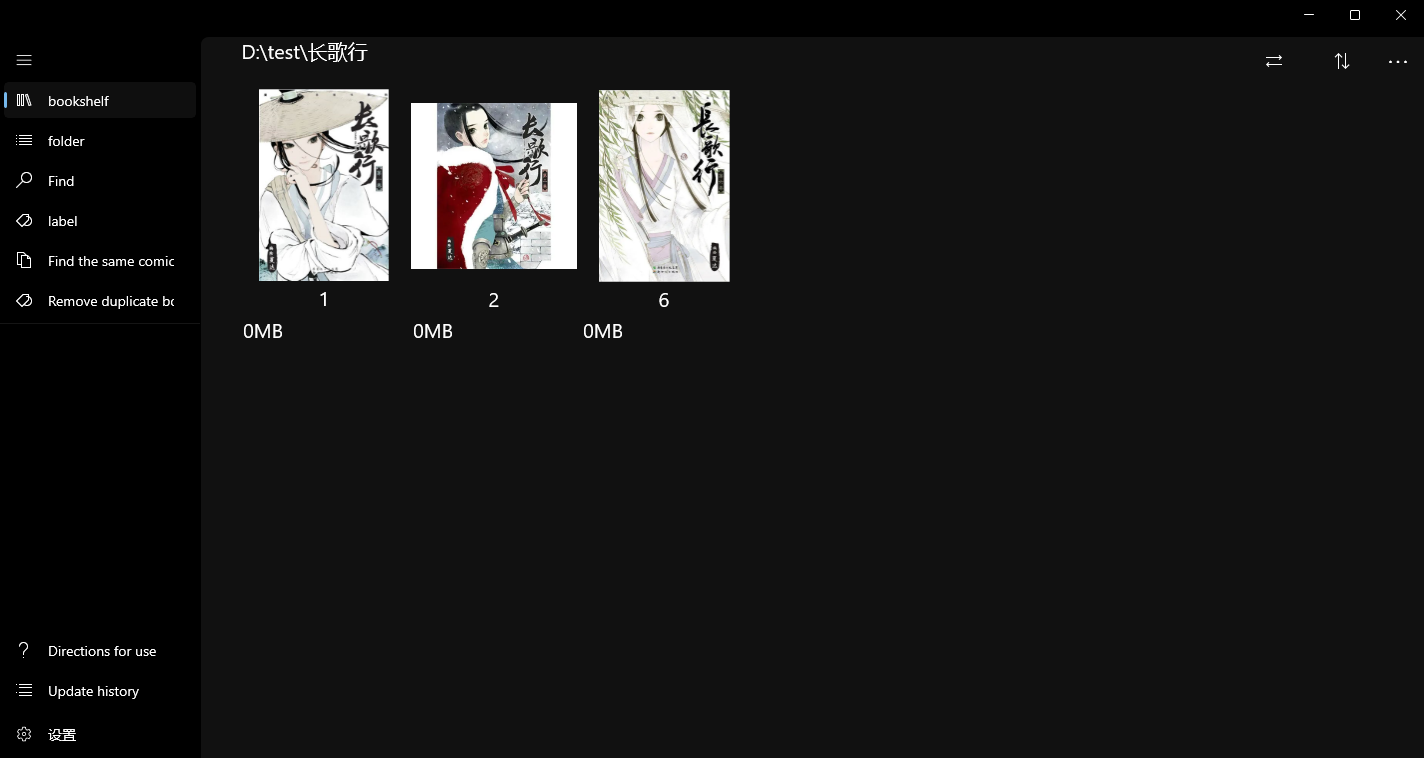 D:\test\长歌行
bookshelf
folder
Find
label
Find the same comic
Remove duplicate bo
Directions for use
Update history
设置
长歌行
长歌行
長歌行
1
2
6
0MB
0MB
0MB